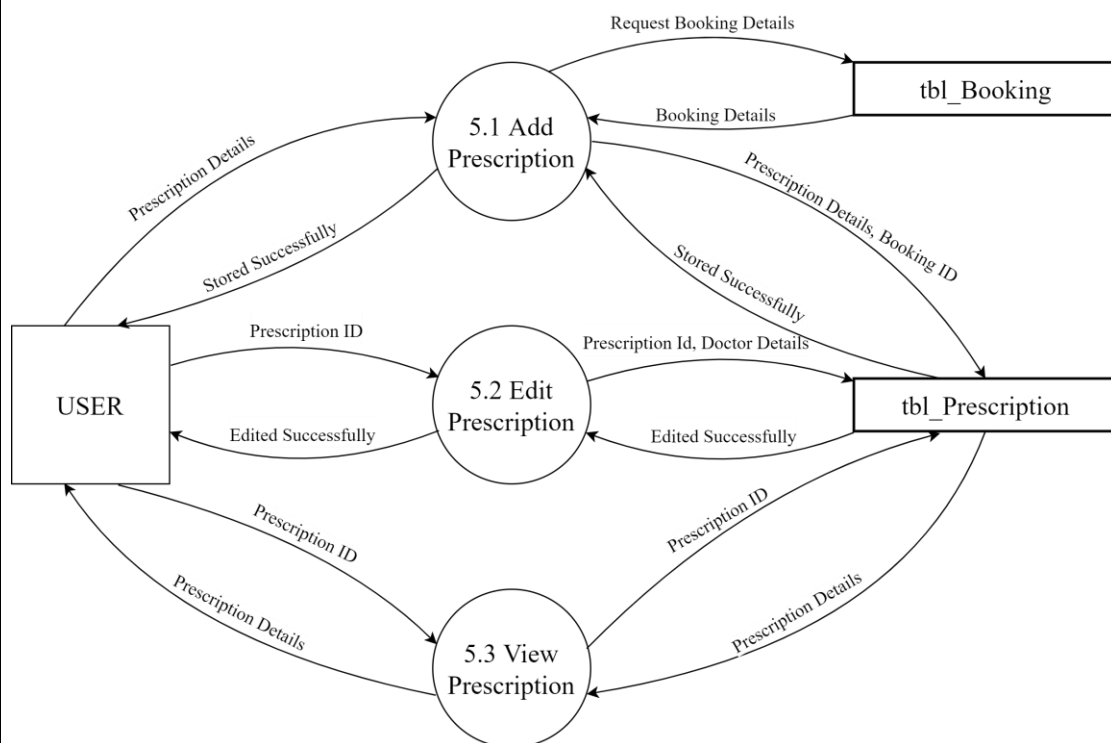 Request Booking Details
tbl_Booking
Booking Details
5.1 Add
Prescription
Prescription Details
Prescription Details, Booking ID
Stored Successfully
Stored Successfully
Prescription ID
Prescription Id, Doctor Details
USER
5.2 Edit
Prescription
tbl_Prescription
Edited Successfully
Edited Successfully
Prescription ID
Prescription ID
Prescription Details
Prescription Details
5.3 View
Prescription